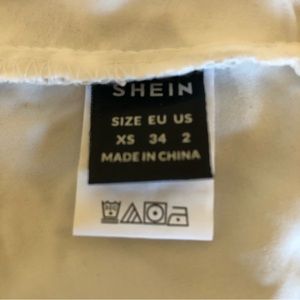 SHEIN
SIZE EU US
XS 34 2
MADE IN CHINA